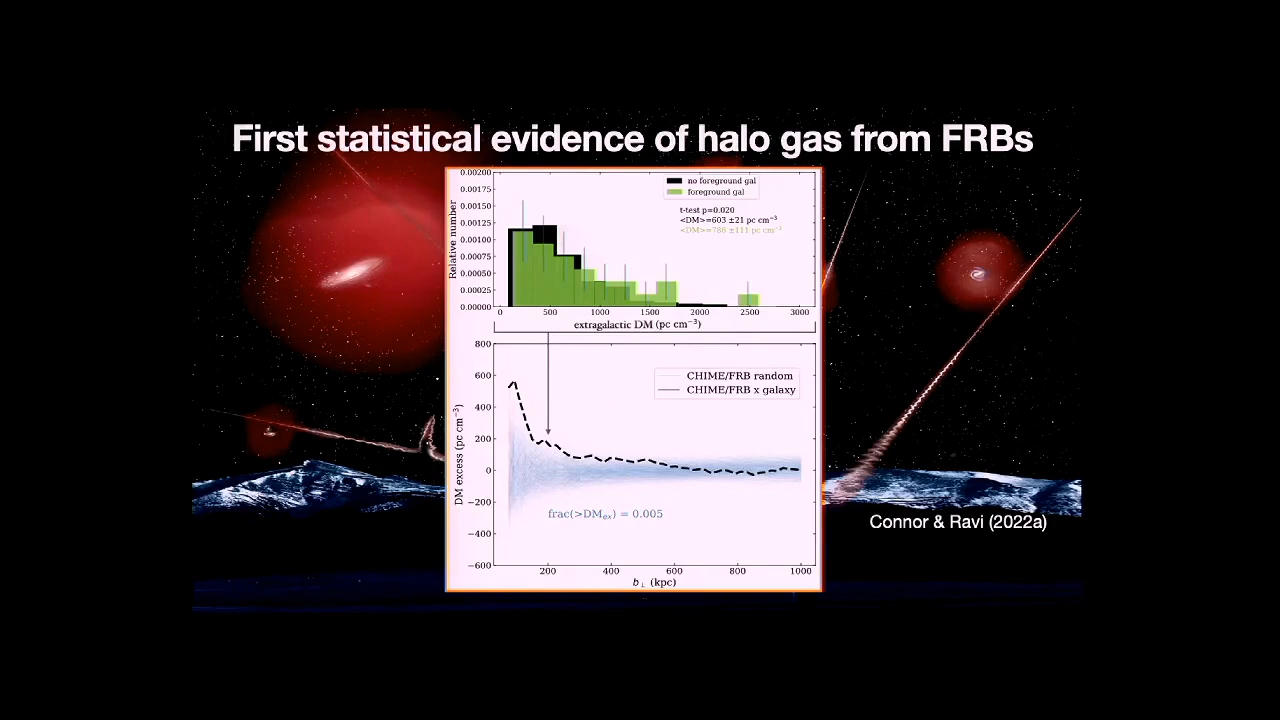 First statistical evidence of halo gas from FRBs
0.00200
0.00175
0.00150
0.00125
0.00100
0.00075
0.00050
0.00025
0.00000
Relative number
no foreground gal
foreground gal
t-test p=0.020
<DM>=603 ±21 pc cm⁻³
<DM>=786 ±111 pc cm⁻³
0 500 1000 1500 2000 2500 3000
extragalactic DM (pc cm⁻³)
800
600
400
200
0
−200
−400
−600
DM excess (pc cm⁻³)
CHIME/FRB random
CHIME/FRB x galaxy
frac(>DMₑₓ) = 0.005
200 400 600 800 1000
b⊥ (kpc)
Connor & Ravi (2022a)